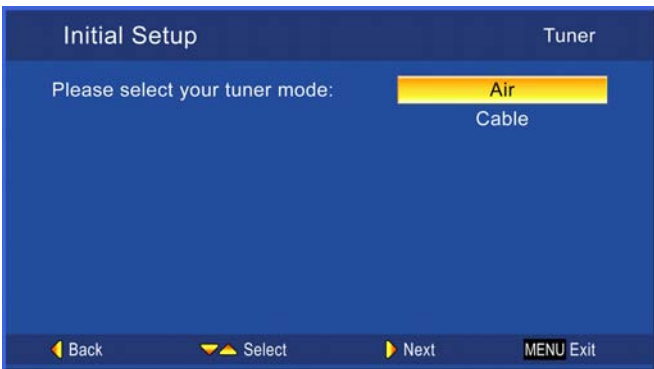 Initial Setup Tuner
Please select your tuner mode: Air
Cable
Back Select Next MENU Exit